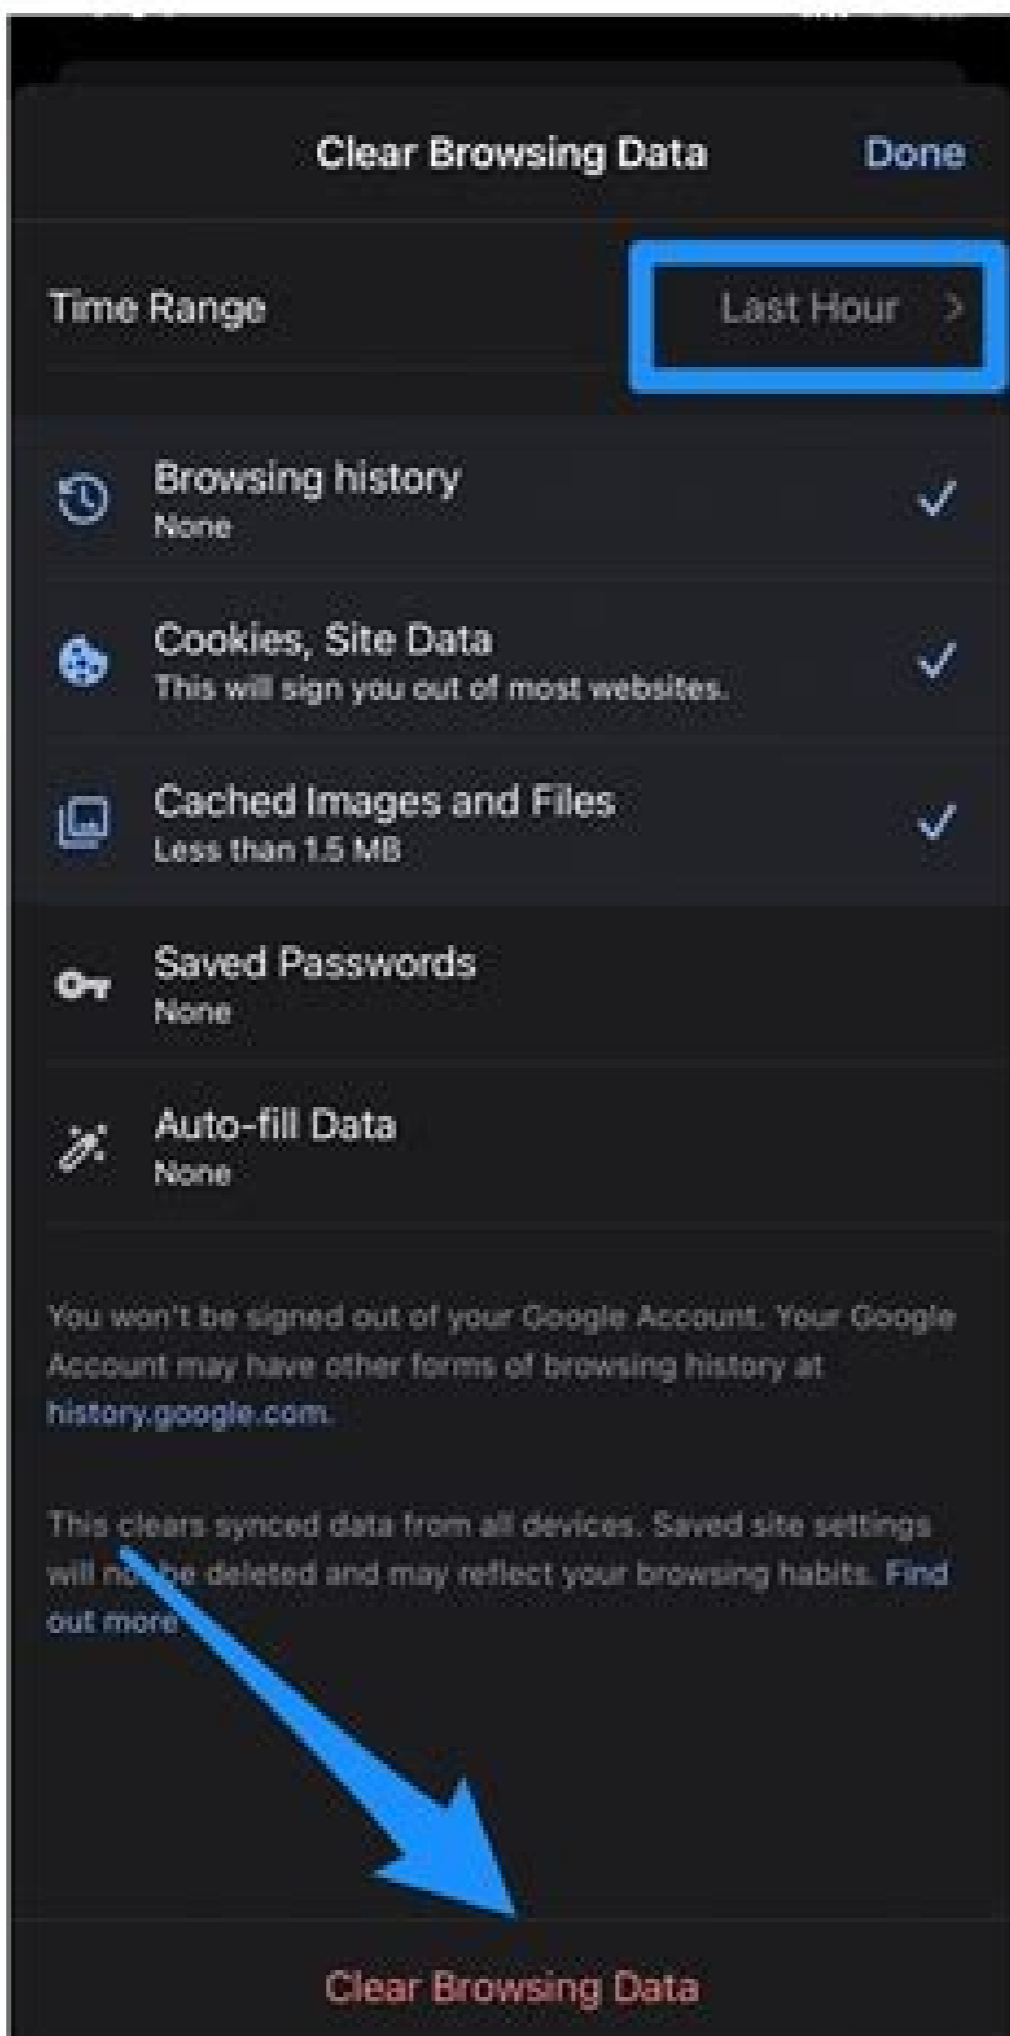 Clear Browsing Data
Done
Time Range
Last Hour
Browsing history
None
Cookies, Site Data
This will sign you out of most websites.
Cached Images and Files
Less than 1.5 MB
Saved Passwords
None
Auto-fill Data
None
You won't be signed out of your Google Account. Your Google
Account may have other forms of browsing history at
history.google.com.
This clears synced data from all devices. Saved site settings
will not be deleted and may reflect your browsing habits. Find
out more
Clear Browsing Data